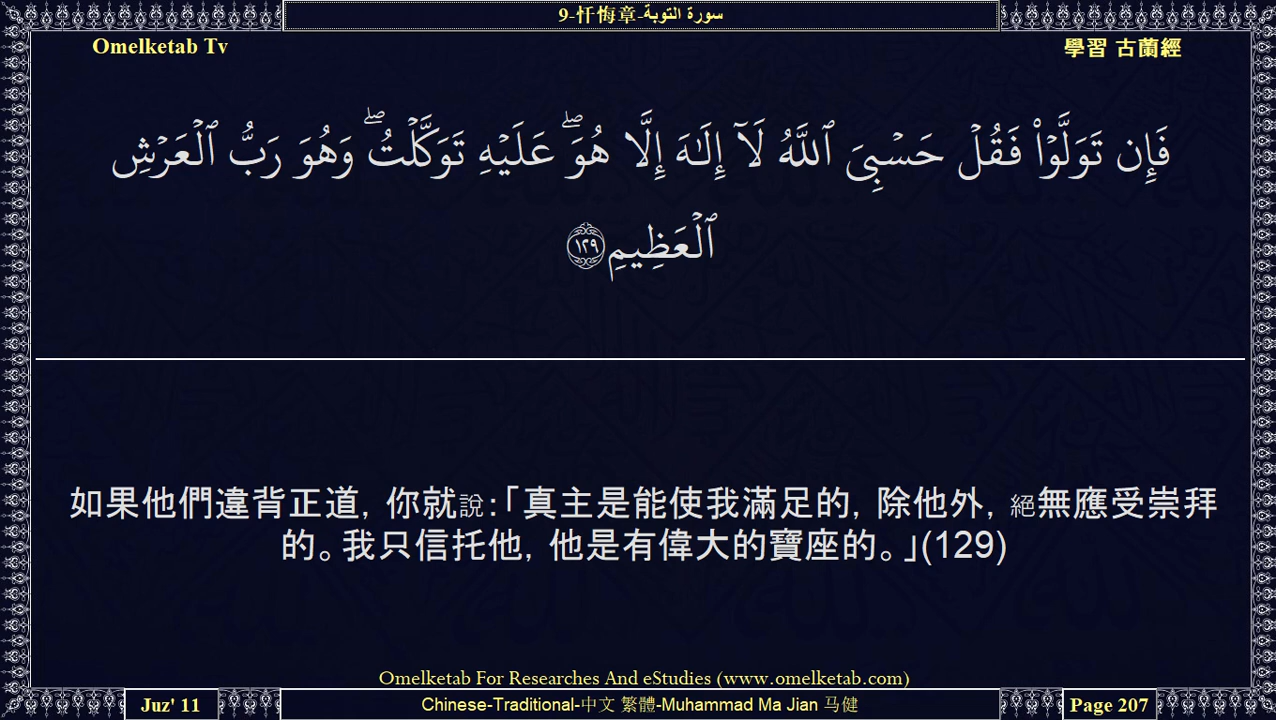 9-忏悔章-سورة التوبة
Omelketab Tv
學習 古蘭經
فَإِن تَوَلَّوۡاْ فَقُلۡ حَسۡبِيَ ٱللَّهُ لَآ إِلَٰهَ إِلَّا هُوَۖ عَلَيۡهِ تَوَكَّلۡتُۖ وَهُوَ رَبُّ ٱلۡعَرۡشِ
ٱلۡعَظِيمِ ١٢٩
如果他們違背正道，你就說：「真主是能使我滿足的，除他外，絕無應受崇拜
的。我只信托他，他是有偉大的寶座的。」(129)
Omelketab For Researches And eStudies (www.omelketab.com)
Juz' 11
Chinese-Traditional-中文 繁體-Muhammad Ma Jian 马健
Page 207